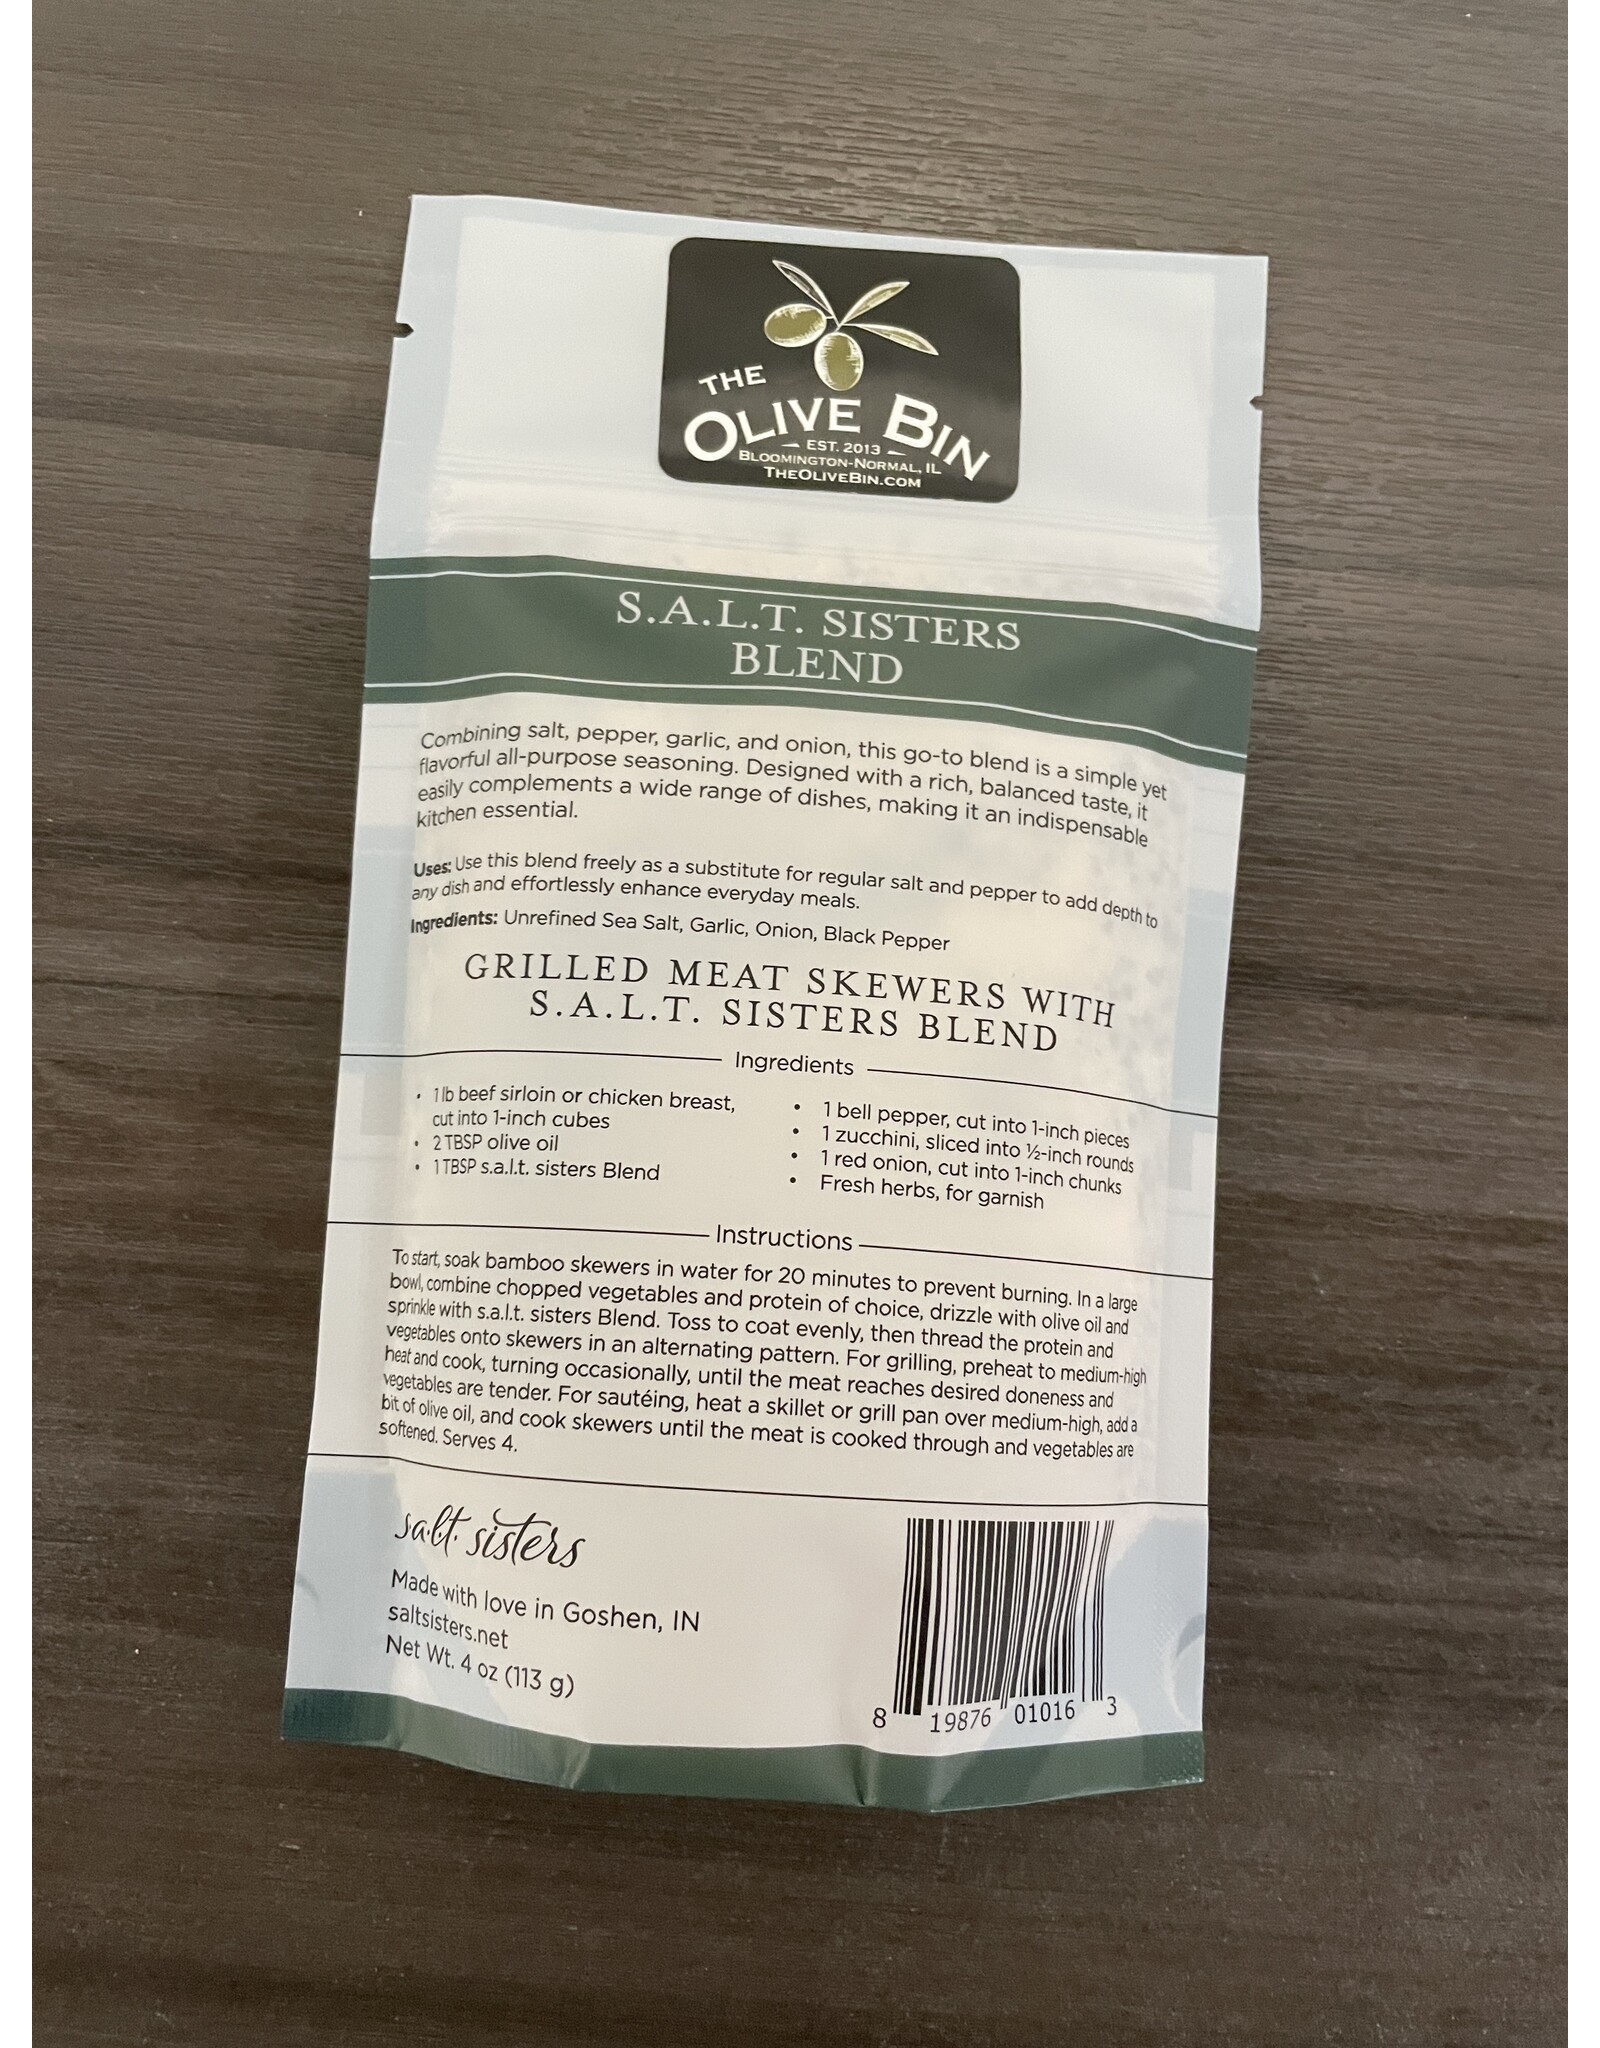 THE
OLIVE BIN
EST. 2013
BLOOMINGTON-NORMAL, IL
THEOLIVEBIN.COM
S.A.L.T. SISTERS
BLEND
Combining salt, pepper, garlic, and onion, this go-to blend is a simple yet
flavorful all-purpose seasoning. Designed with a rich, balanced taste, it
easily complements a wide range of dishes, making it an indispensable
kitchen essential.
Uses: Use this blend freely as a substitute for regular salt and pepper to add depth to
any dish and effortlessly enhance everyday meals.
Ingredients: Unrefined Sea Salt, Garlic, Onion, Black Pepper
GRILLED MEAT SKEWERS WITH
S.A.L.T. SISTERS BLEND
Ingredients
• 1 lb beef sirloin or chicken breast,
cut into 1-inch cubes
• 2 TBSP olive oil
• 1 TBSP s.a.l.t. sisters Blend
• 1 bell pepper, cut into 1-inch pieces
• 1 zucchini, sliced into ½-inch rounds
• 1 red onion, cut into 1-inch chunks
• Fresh herbs, for garnish
Instructions
To start, soak bamboo skewers in water for 20 minutes to prevent burning. In a large
bowl, combine chopped vegetables and protein of choice, drizzle with olive oil and
sprinkle with s.a.l.t. sisters Blend. Toss to coat evenly, then thread the protein and
vegetables onto skewers in an alternating pattern. For grilling, preheat to medium-high
heat and cook, turning occasionally, until the meat reaches desired doneness and
vegetables are tender. For sautéing, heat a skillet or grill pan over medium-high, add a
bit of olive oil, and cook skewers until the meat is cooked through and vegetables are
softened. Serves 4.
s.a.l.t. sisters
Made with love in Goshen, IN
saltsisters.net
Net Wt. 4 oz (113 g)
8 19876 01016 3